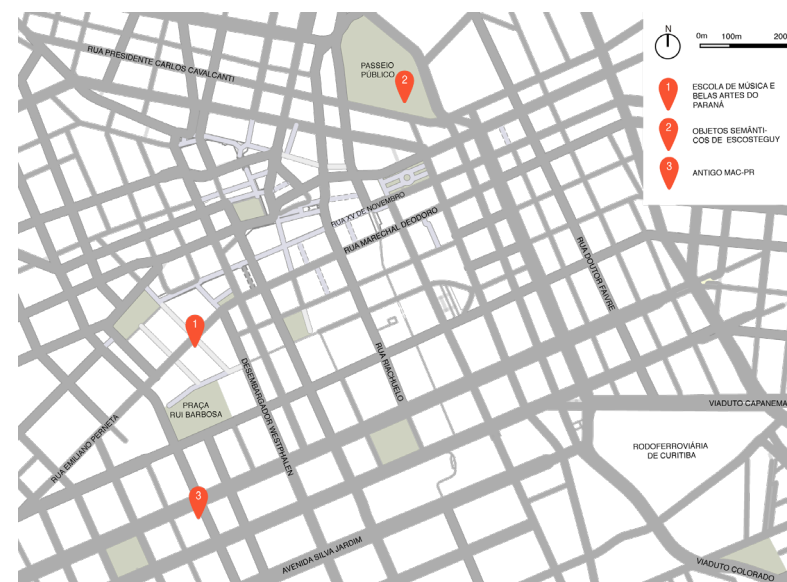 N
0m 100m 200
1
ESCOLA DE MÚSICA E
BELAS ARTES DO
PARANÁ
2
OBJETOS SEMÂNTI-
COS DE ESCOSTEGUY
3
ANTIGO MAC-PR
RUA PRESIDENTE CARLOS CAVALCANTI
PASSEIO
PÚBLICO
2
RUA XV DE NOVEMBRO
RUA MARECHAL DEODORO
RUA DOUTOR FAIVRE
1
DESEMBARGADOR WESTPHALEN
RUA RIACHUELO
PRAÇA
RUI BARBOSA
RUA EMILIANO PERNETA
VIADUTO CAPANEMA
RODOFERROVIÁRIA
DE CURITIBA
3
AVENIDA SILVA JARDIM
VIADUTO COLORADO